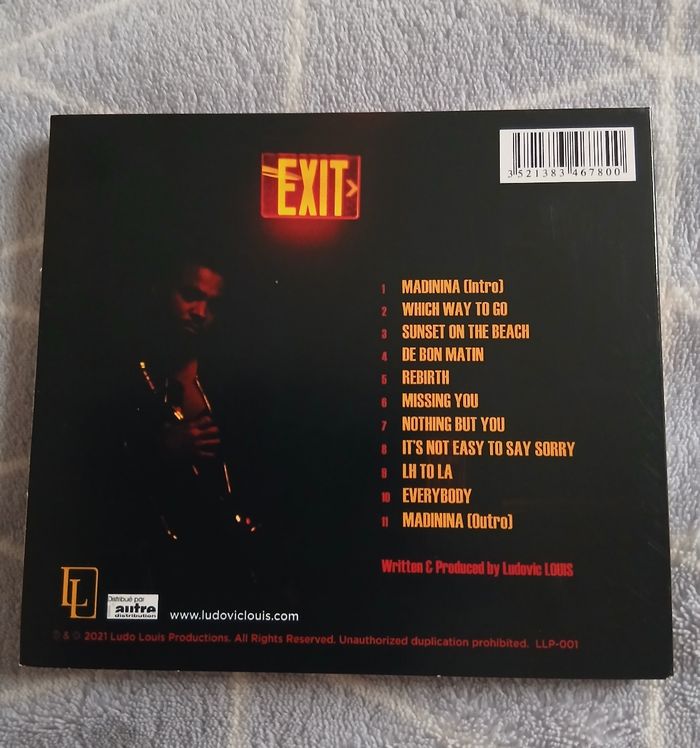 EXIT
3 521383 467800
1 MADININA (Intro)
2 WHICH WAY TO GO
3 SUNSET ON THE BEACH
4 DE BON MATIN
5 REBIRTH
6 MISSING YOU
7 NOTHING BUT YOU
8 IT'S NOT EASY TO SAY SORRY
9 LH TO LA
10 EVERYBODY
11 MADININA (Outro)
Written & Produced by Ludovic LOUIS
LL
Distribué par
L'autre
distribution
www.ludoviclouis.com
℗ & © 2021 Ludo Louis Productions. All Rights Reserved. Unauthorized duplication prohibited. LLP-001